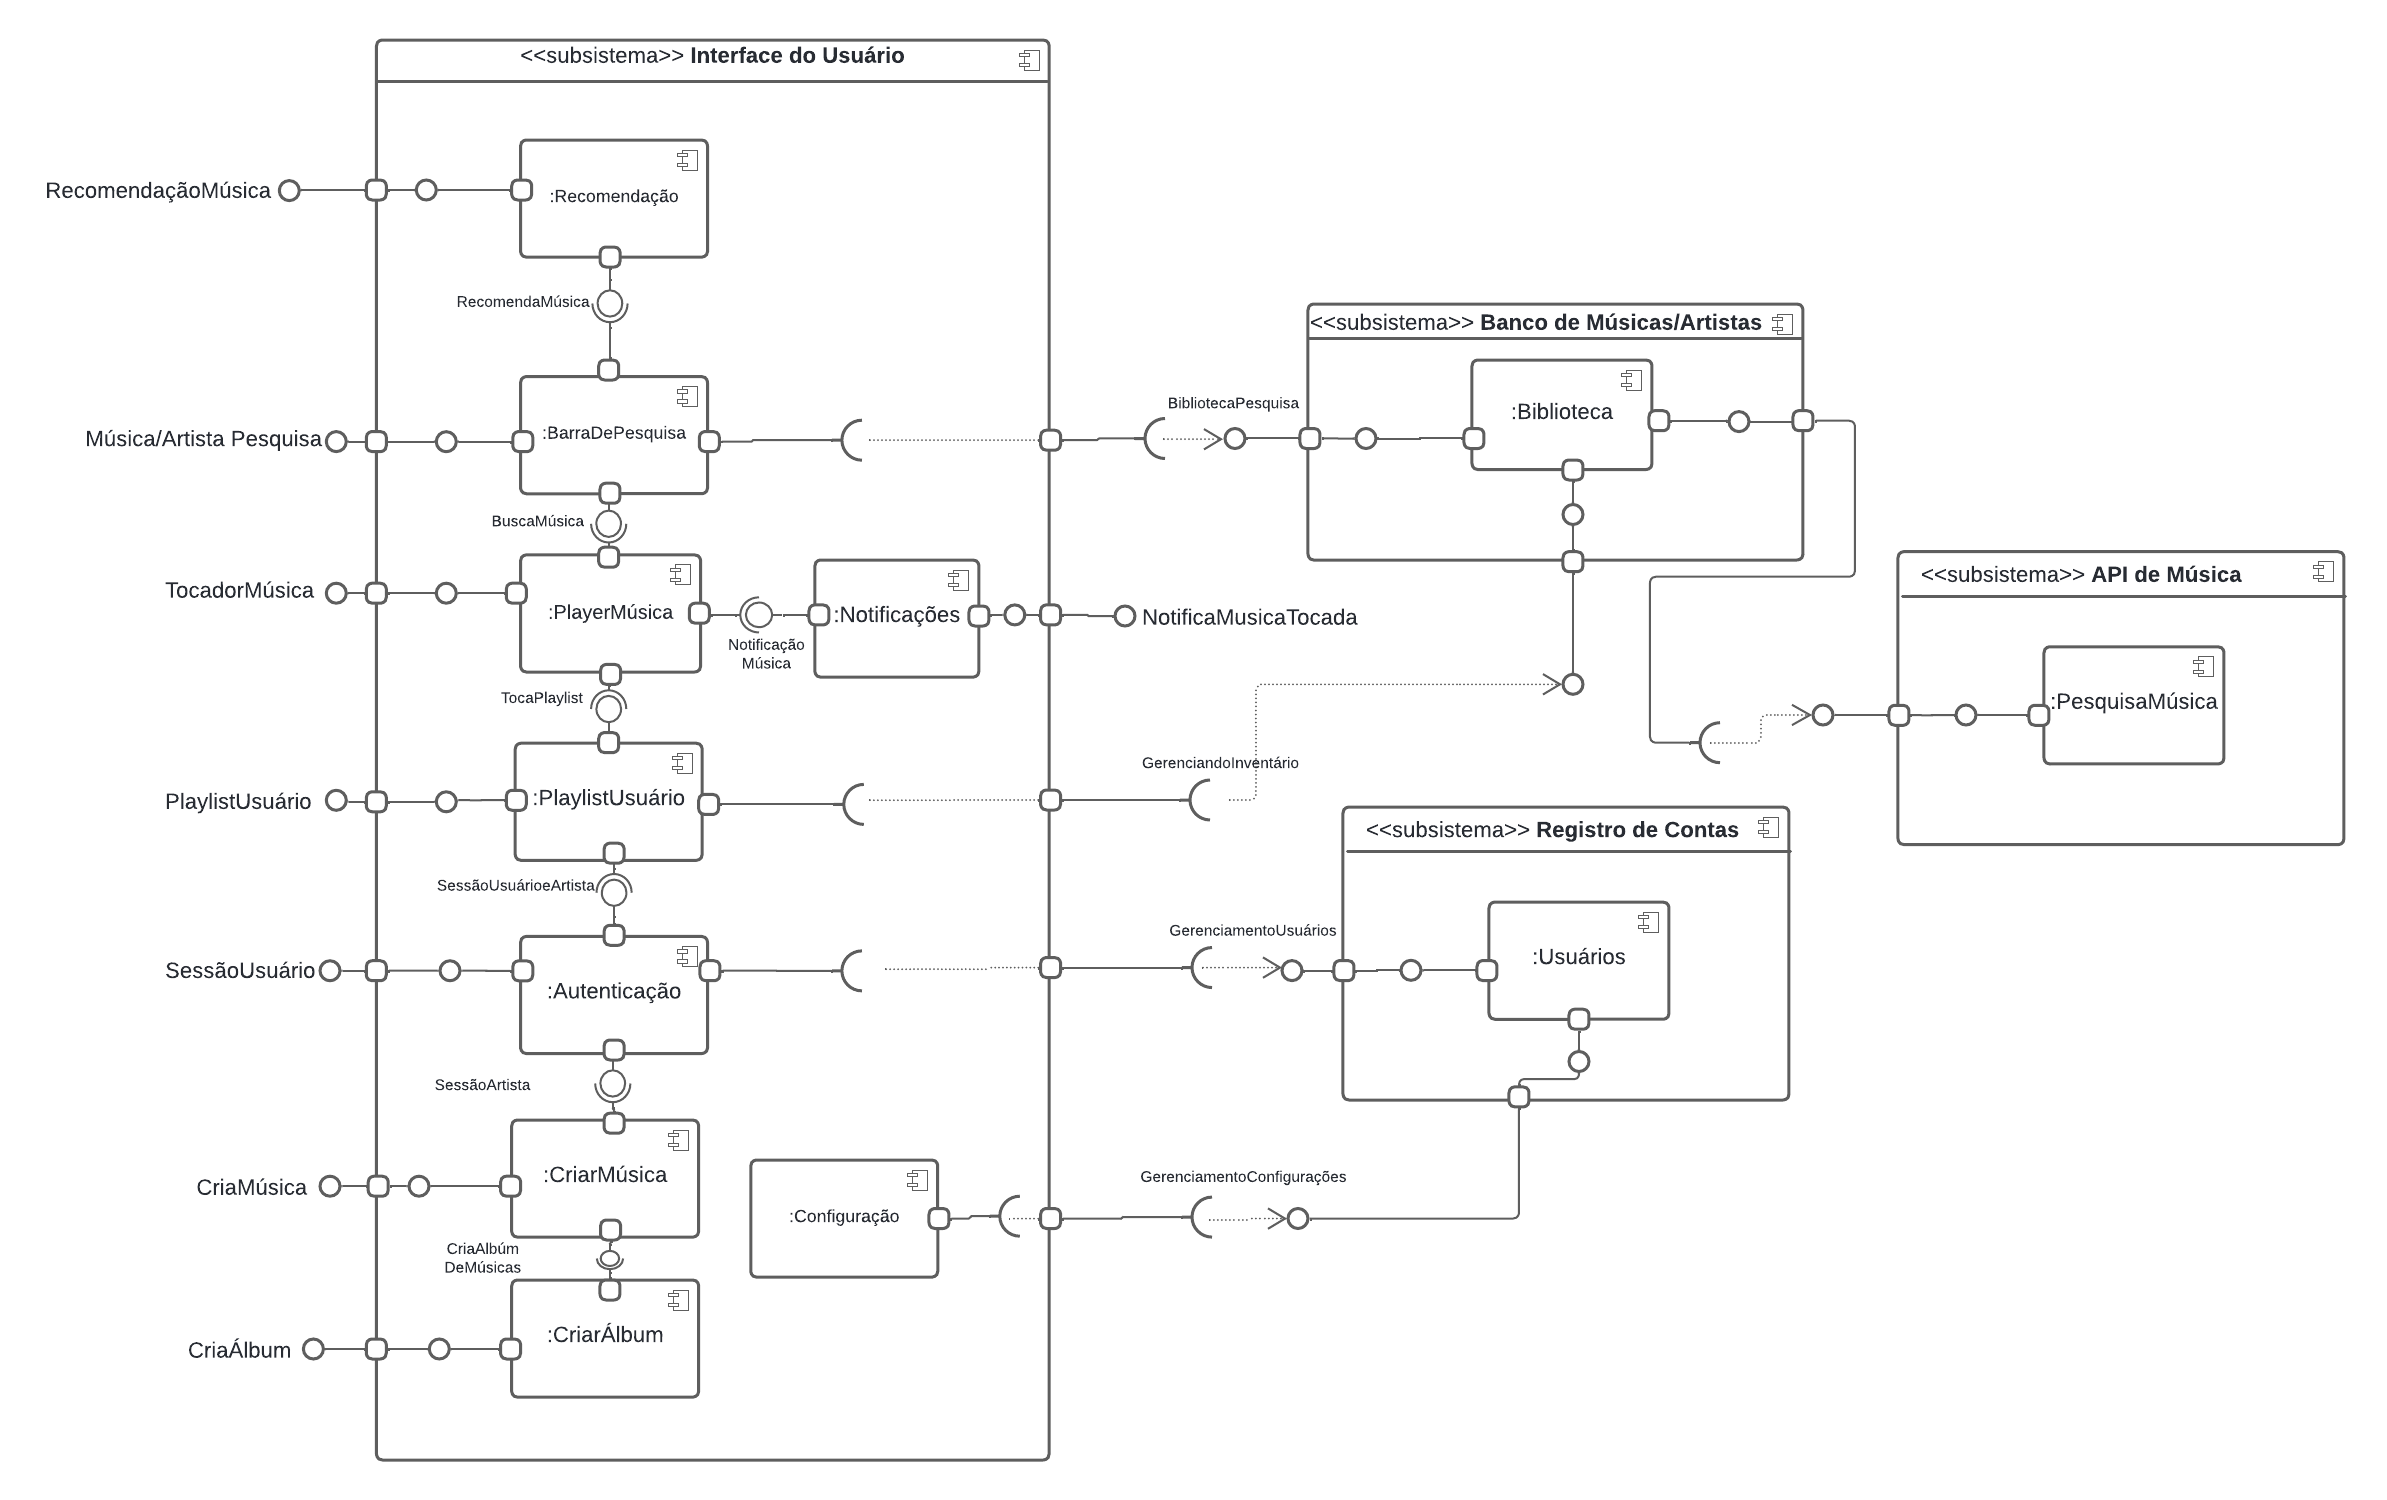 <<subsistema>> Interface do Usuário
:Recomendação
RecomendaçãoMúsica
RecomendaMúsica
<<subsistema>> Banco de Músicas/Artistas
BibliotecaPesquisa
:Biblioteca
Música/Artista Pesquisa
:BarraDePesquisa
BuscaMúsica
<<subsistema>> API de Música
TocadorMúsica
:PlayerMúsica
:Notificações
NotificaMusicaTocada
Notificação
Música
TocaPlaylist
:PesquisaMúsica
GerenciandoInventário
PlaylistUsuário
:PlaylistUsuário
<<subsistema>> Registro de Contas
SessãoUsuárioeArtista
GerenciamentoUsuários
:Usuários
SessãoUsuário
:Autenticação
SessãoArtista
:CriarMúsica
GerenciamentoConfigurações
CriaMúsica
:Configuração
CriaAlbúm
DeMúsicas
:CriarÁlbum
CriaÁlbum